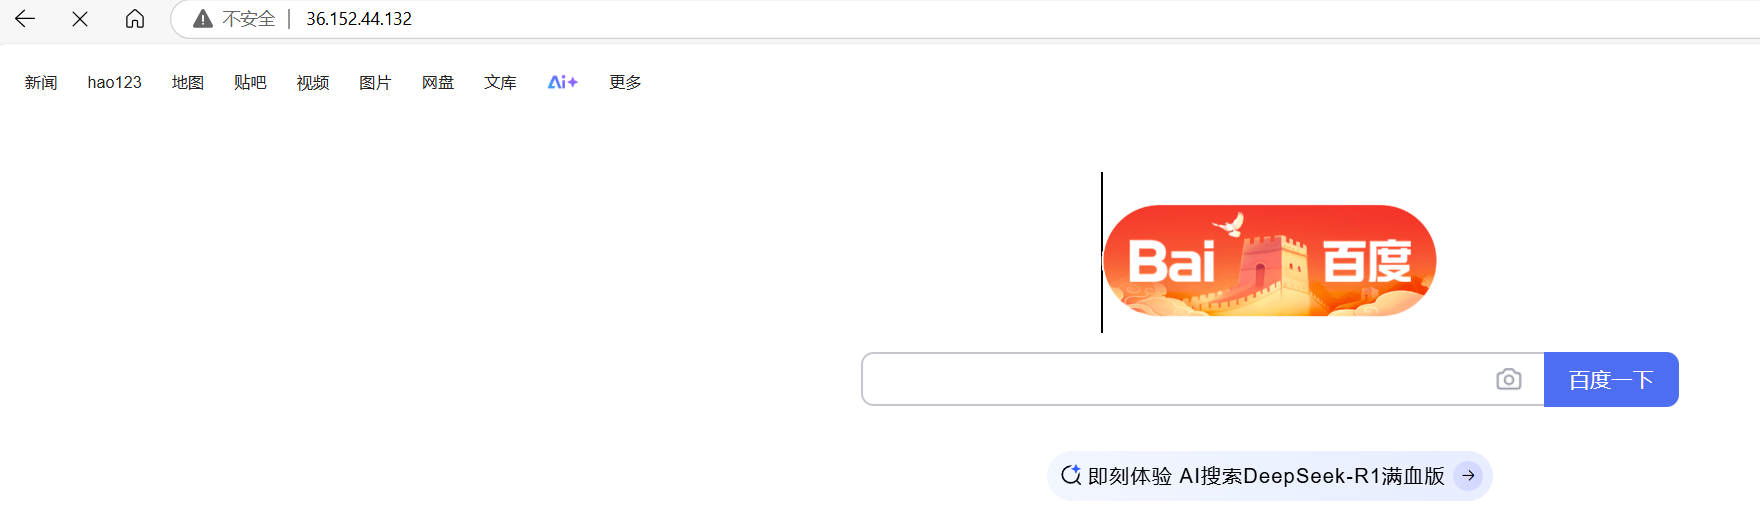 不安全 | 36.152.44.132
新闻 hao123 地图 贴吧 视频 图片 网盘 文库 Ai+ 更多
Bai 百度
百度一下
即刻体验 AI搜索DeepSeek-R1满血版